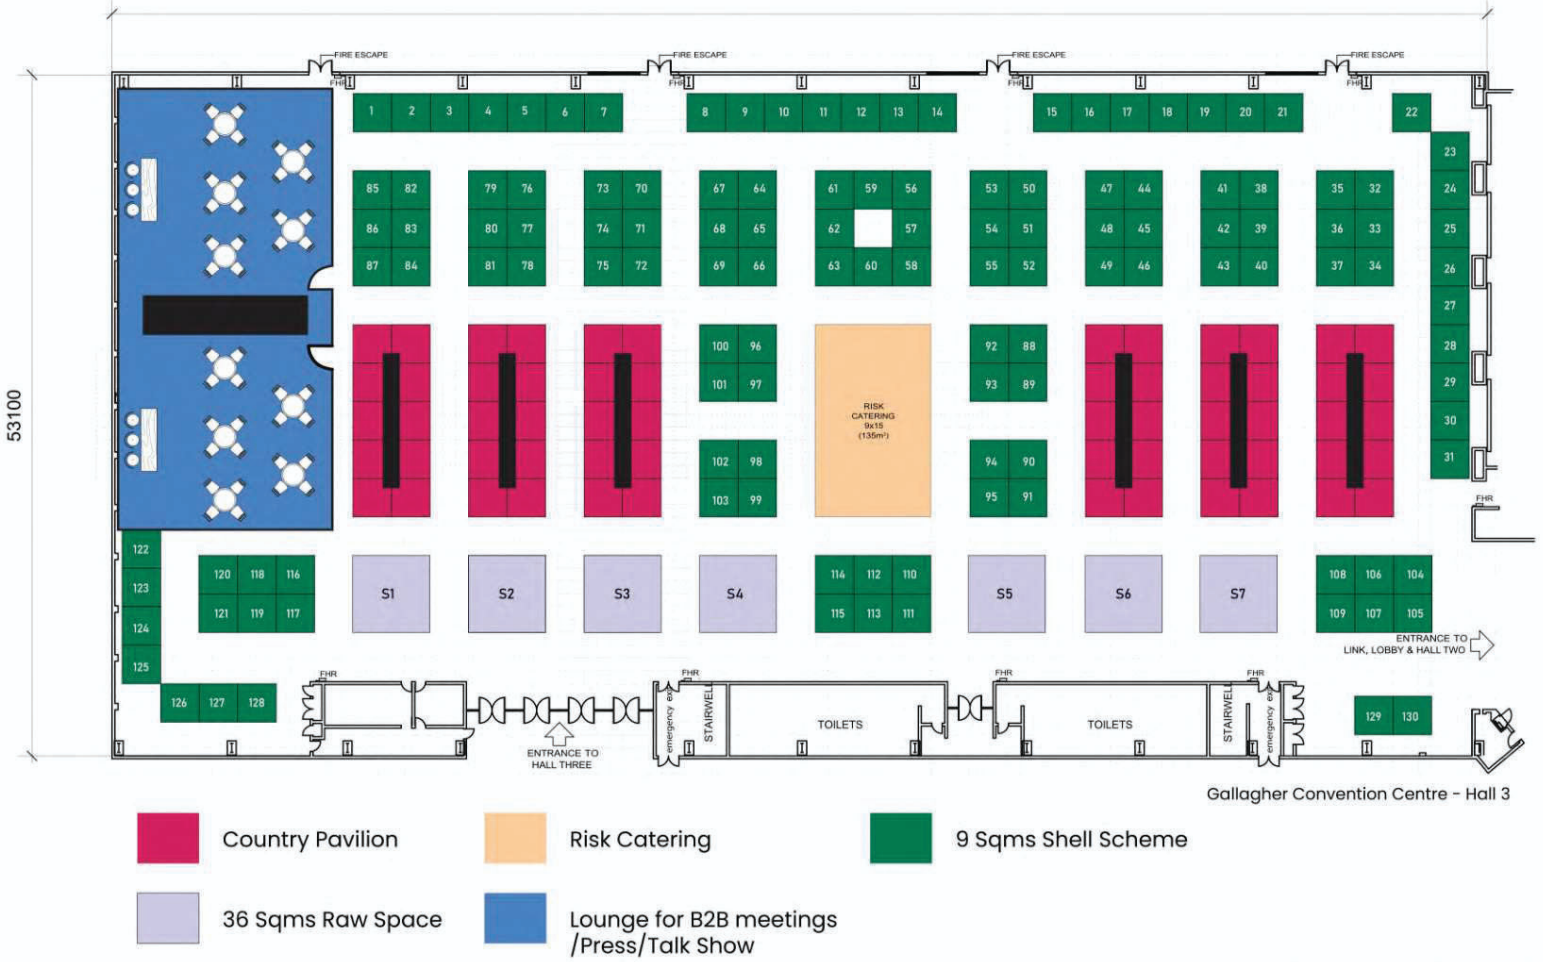 FIRE ESCAPE FIRE ESCAPE FIRE ESCAPE FIRE ESCAPE
FHR FHR FHR FHR
1 2 3 4 5 6 7 8 9 10 11 12 13 14 15 16 17 18 19 20 21 22
23
85 82 79 76 73 70 67 64 61 59 56 53 50 47 44 41 38 35 32 24
86 83 80 77 74 71 68 65 62 57 54 51 48 45 42 39 36 33 25
87 84 81 78 75 72 69 66 63 60 58 55 52 49 46 43 40 37 34 26
27
100 96 92 88 28
101 97 93 89 29
RISK
CATERING
9x15
(135m²)
53100
30
102 98 94 90 31
103 99 95 91
FHR
122
120 118 116 114 112 110 108 106 104
123 S1 S2 S3 S4 S5 S6 S7
121 119 117 115 113 111 109 107 105
124
ENTRANCE TO
LINK, LOBBY & HALL TWO
125
FHR FHR FHR FHR
126 127 128
129 130
emergency exit STAIRWELL TOILETS TOILETS STAIRWELL emergency exit
ENTRANCE TO
HALL THREE
Gallagher Convention Centre - Hall 3
Country Pavilion Risk Catering 9 Sqms Shell Scheme
36 Sqms Raw Space Lounge for B2B meetings
/Press/Talk Show